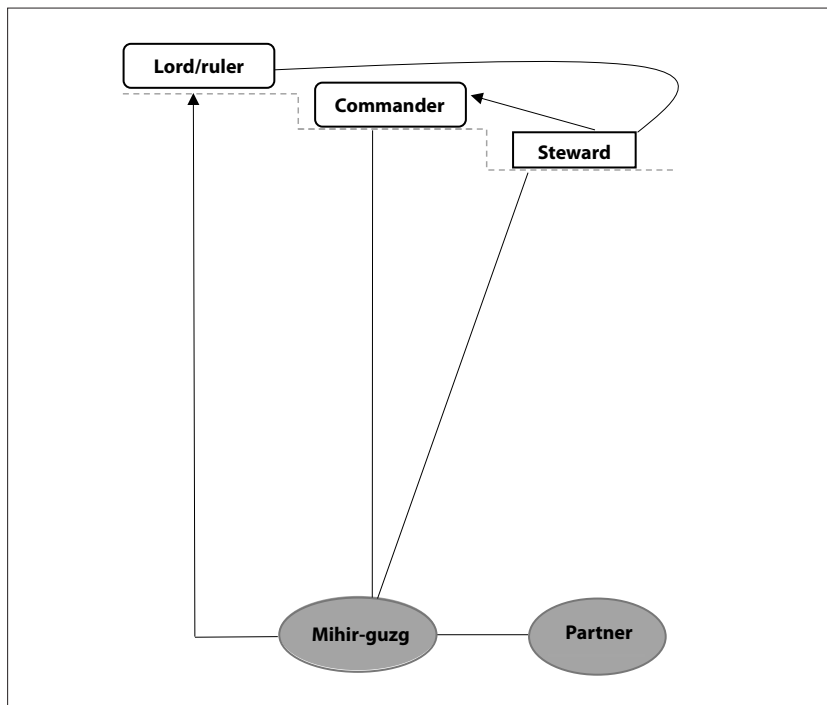 Lord/ruler
Commander
Steward
Mihir-guzg
Partner